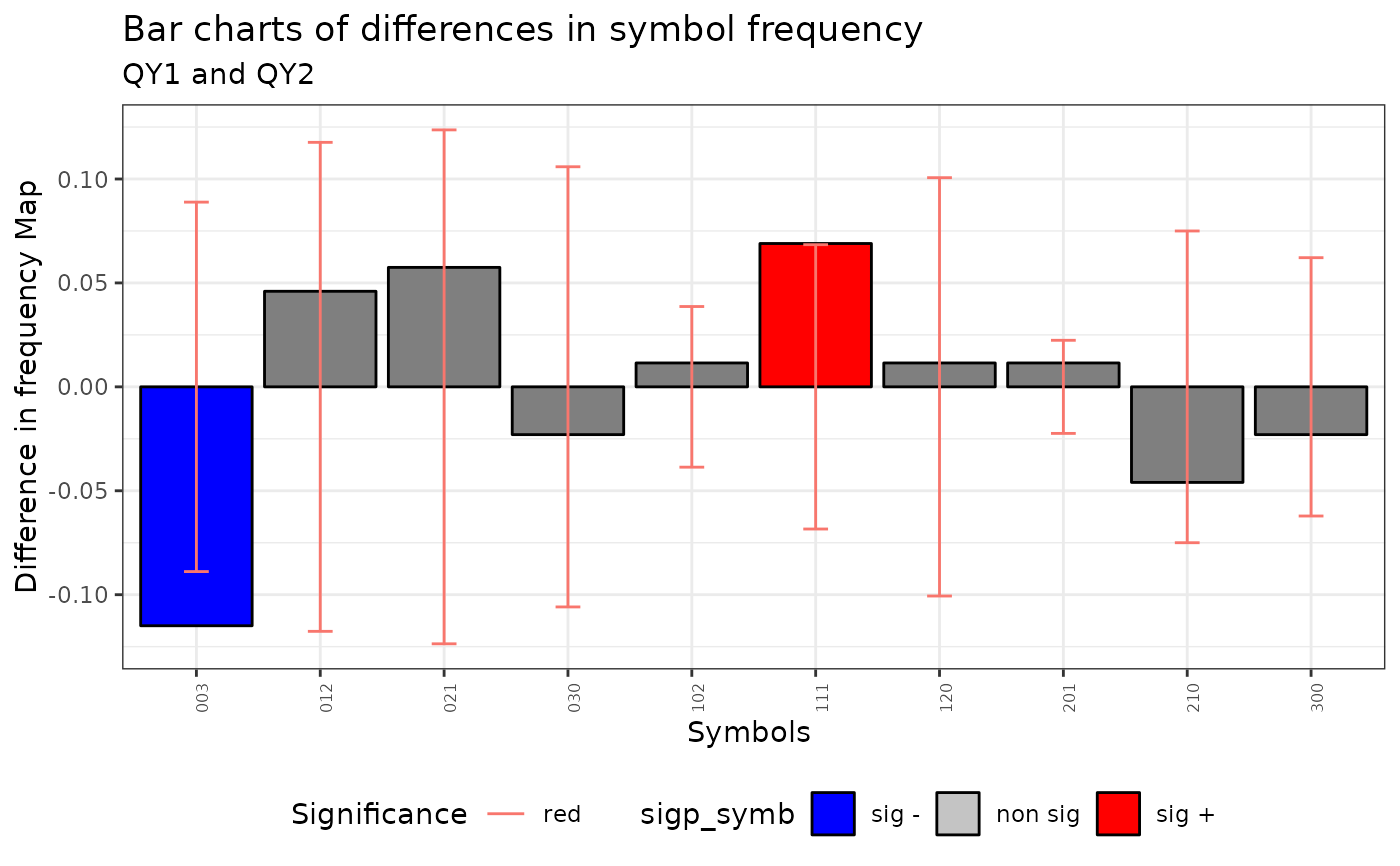 Bar charts of differences in symbol frequency
QY1 and QY2
Difference in frequency Map
0.10
0.05
0.00
-0.05
-0.10
003 012 021 030 102 111 120 201 210 300
Symbols
Significance red sigp_symb sig - non sig sig +